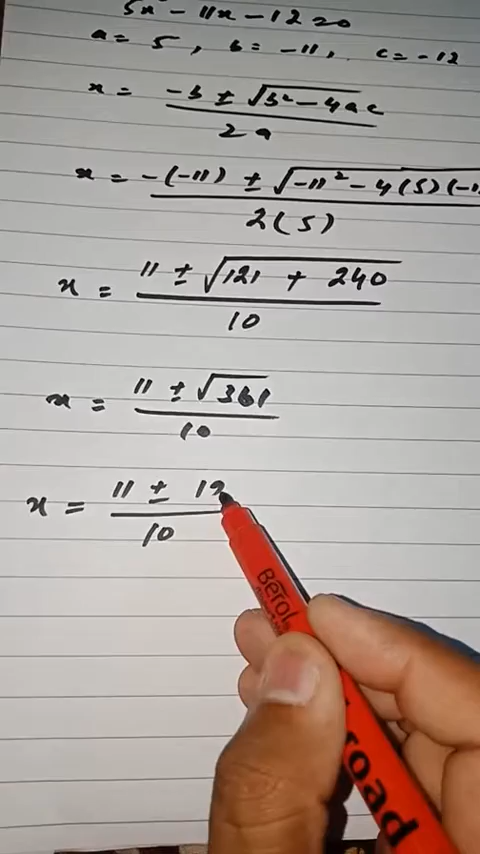 5x² - 11x - 12 = 0
a = 5 , b = -11 , c = -12
x = -b ± √b² - 4ac
2a
x = -(-11) ± √-11² - 4(5)(-1
2(5)
x = 11 ± √121 + 240
10
x = 11 ± √361
10
x = 11 ± 19
10
Berol
road